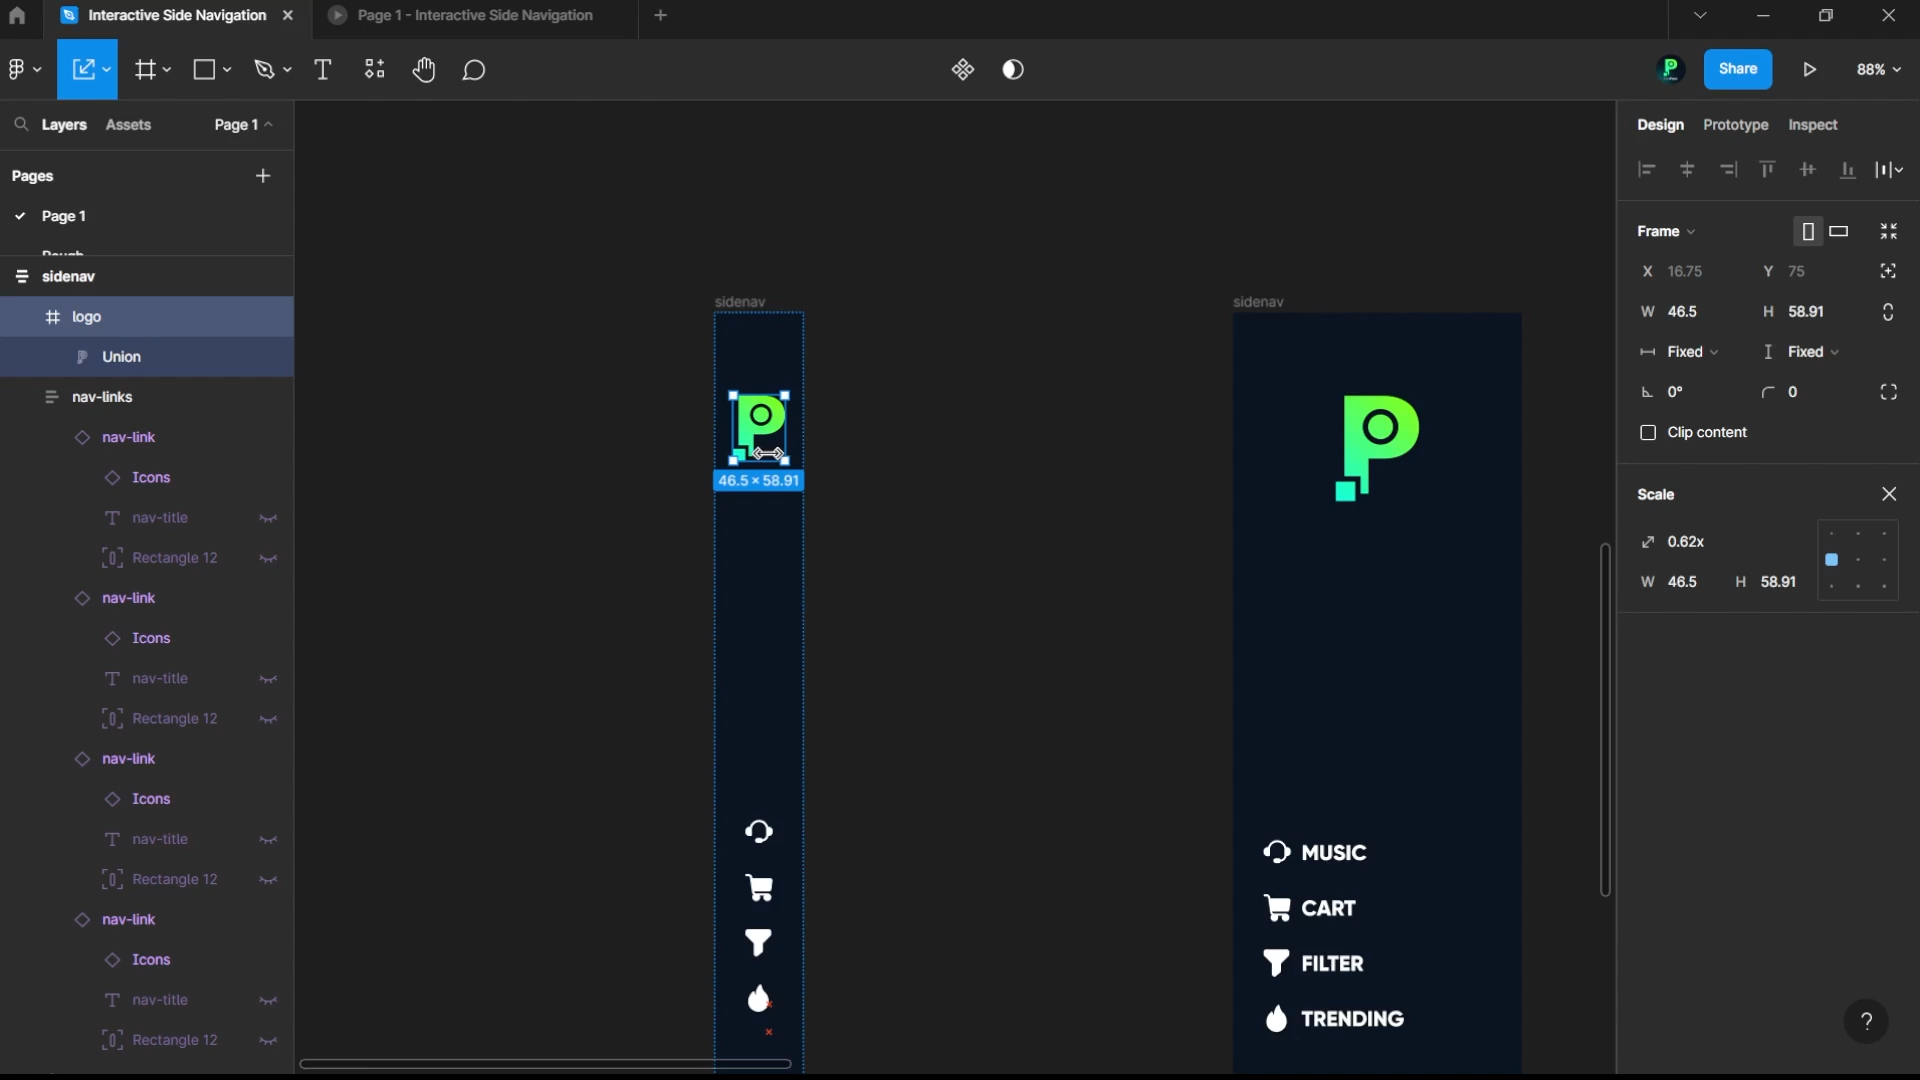 Interactive Side Navigation
Page 1 - Interactive Side Navigation
Share
88%
Layers
Assets
Page 1
Pages
Page 1
sidenav
logo
Union
nav-links
nav-link
Icons
nav-title
Rectangle 12
nav-link
Icons
nav-title
Rectangle 12
nav-link
Icons
nav-title
Rectangle 12
nav-link
Icons
nav-title
Rectangle 12
sidenav
46.5 × 58.91
sidenav
MUSIC
CART
FILTER
TRENDING
Design
Prototype
Inspect
Frame
X 16.75
Y 75
W 46.5
H 58.91
Fixed
Fixed
0°
0
Clip content
Scale
0.62x
W 46.5
H 58.91
?